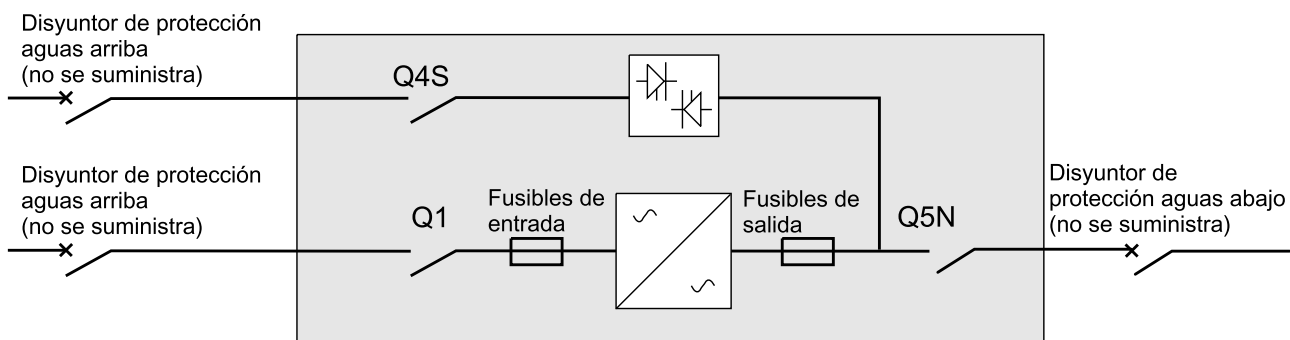 Disyuntor de protección
aguas arriba
(no se suministra)
Q4S
Disyuntor de protección
aguas arriba
(no se suministra)
Q1
Fusibles de
entrada
Fusibles de
salida
Q5N
Disyuntor de
protección aguas abajo
(no se suministra)